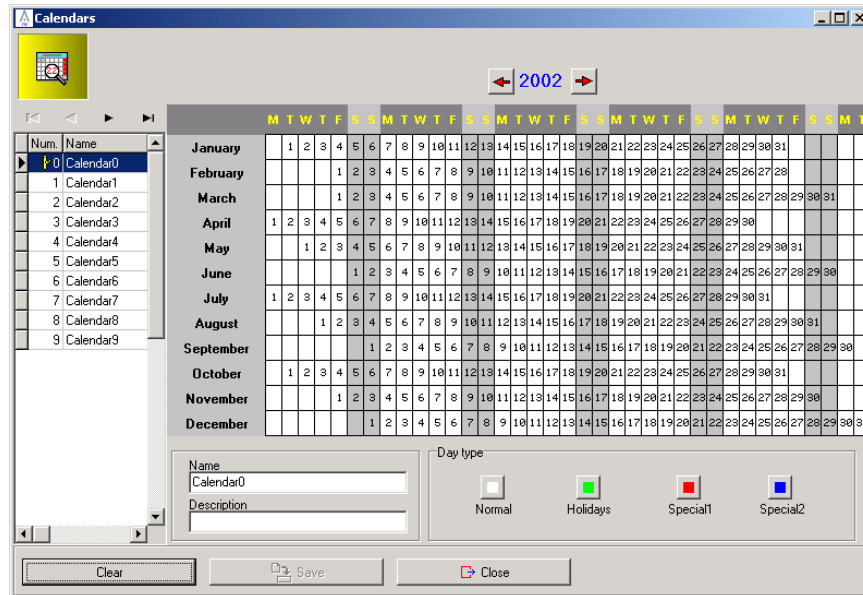 Calendars
2002
M T W T F S S M T W T F S S M T W T F S S M T W T F S S M T W T F S S M T
Num. Name
0 Calendar0
1 Calendar1
2 Calendar2
3 Calendar3
4 Calendar4
5 Calendar5
6 Calendar6
7 Calendar7
8 Calendar8
9 Calendar9
January 1 2 3 4 5 6 7 8 9 10 11 12 13 14 15 16 17 18 19 20 21 22 23 24 25 26 27 28 29 30 31
February 1 2 3 4 5 6 7 8 9 10 11 12 13 14 15 16 17 18 19 20 21 22 23 24 25 26 27 28
March 1 2 3 4 5 6 7 8 9 10 11 12 13 14 15 16 17 18 19 20 21 22 23 24 25 26 27 28 29 30 31
April 1 2 3 4 5 6 7 8 9 10 11 12 13 14 15 16 17 18 19 20 21 22 23 24 25 26 27 28 29 30
May 1 2 3 4 5 6 7 8 9 10 11 12 13 14 15 16 17 18 19 20 21 22 23 24 25 26 27 28 29 30 31
June 1 2 3 4 5 6 7 8 9 10 11 12 13 14 15 16 17 18 19 20 21 22 23 24 25 26 27 28 29 30
July 1 2 3 4 5 6 7 8 9 10 11 12 13 14 15 16 17 18 19 20 21 22 23 24 25 26 27 28 29 30 31
August 1 2 3 4 5 6 7 8 9 10 11 12 13 14 15 16 17 18 19 20 21 22 23 24 25 26 27 28 29 30 31
September 1 2 3 4 5 6 7 8 9 10 11 12 13 14 15 16 17 18 19 20 21 22 23 24 25 26 27 28 29 30
October 1 2 3 4 5 6 7 8 9 10 11 12 13 14 15 16 17 18 19 20 21 22 23 24 25 26 27 28 29 30 31
November 1 2 3 4 5 6 7 8 9 10 11 12 13 14 15 16 17 18 19 20 21 22 23 24 25 26 27 28 29 30
December 1 2 3 4 5 6 7 8 9 10 11 12 13 14 15 16 17 18 19 20 21 22 23 24 25 26 27 28 29 30 3
Name
Calendar0
Description
Day type
Normal Holidays Special1 Special2
Clear Save Close